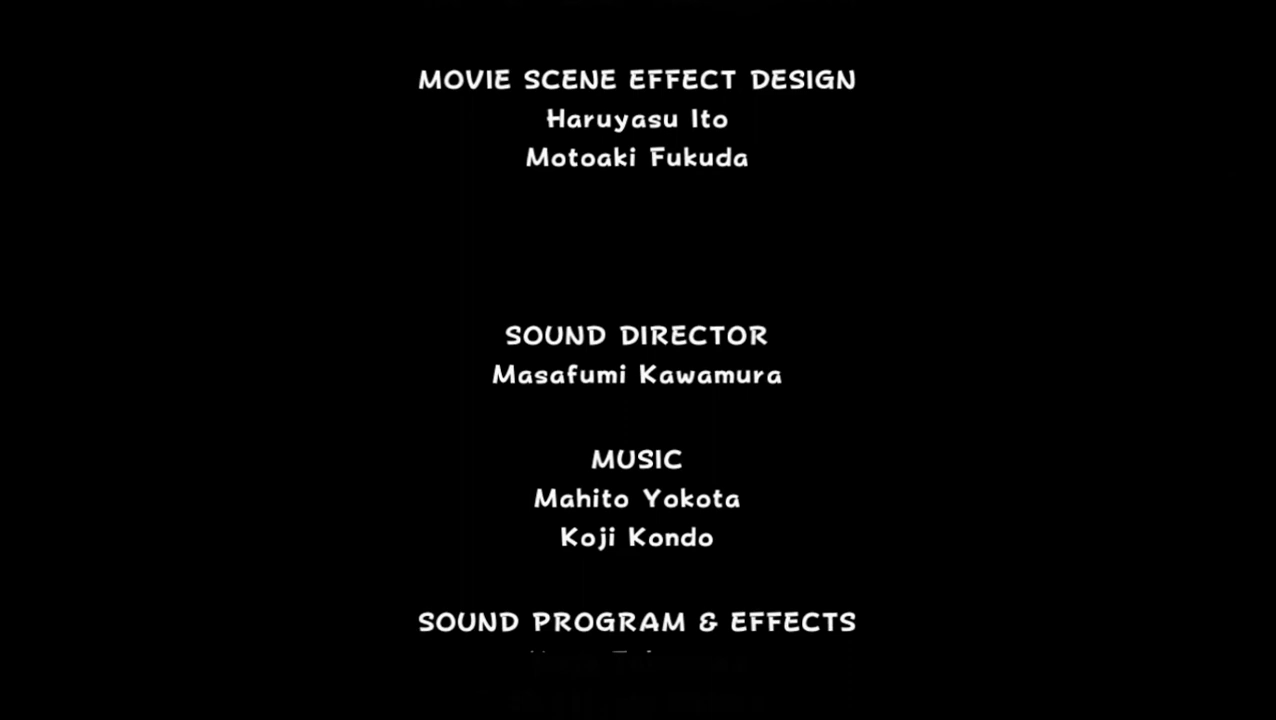 MOVIE SCENE EFFECT DESIGN
Haruyasu Ito
Motoaki Fukuda
SOUND DIRECTOR
Masafumi Kawamura
MUSIC
Mahito Yokota
Koji Kondo
SOUND PROGRAM & EFFECTS